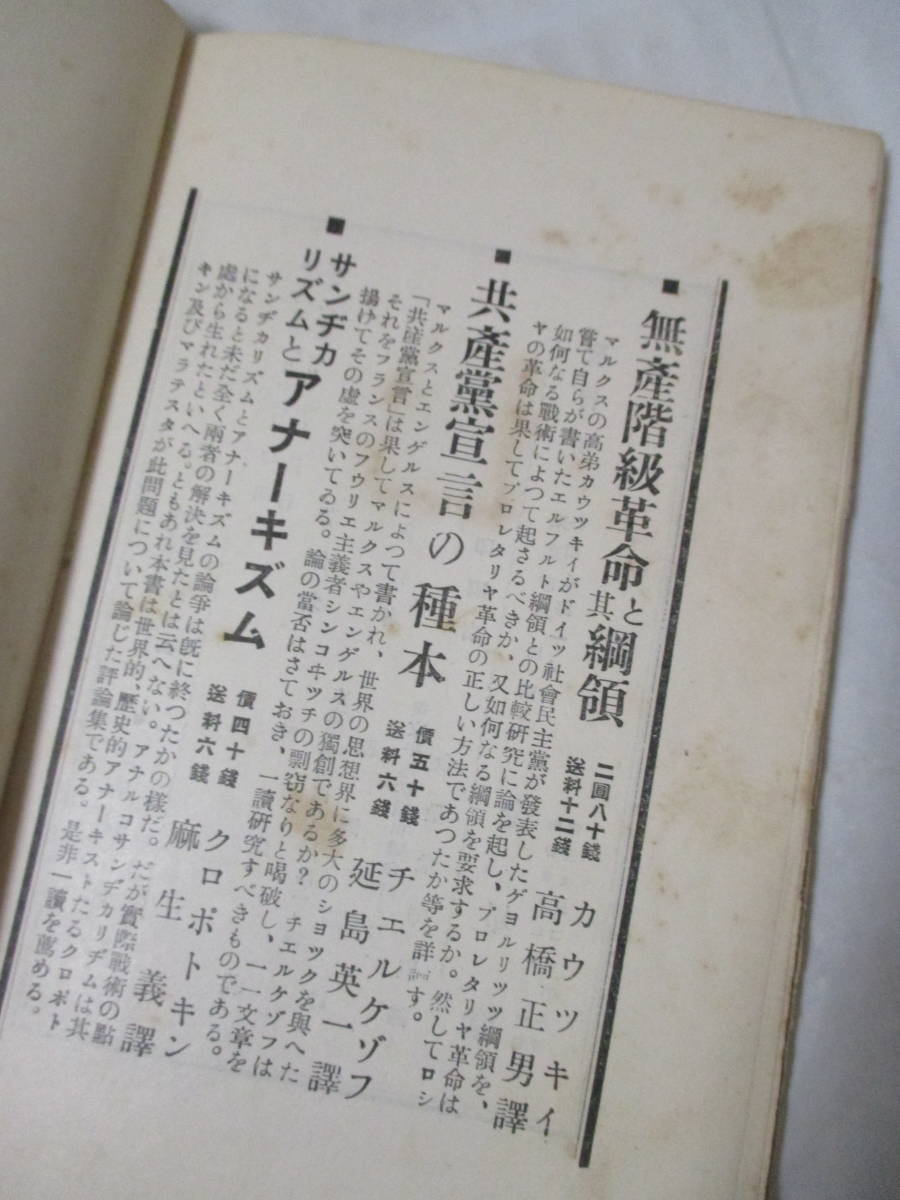 ■ 無產階級革命と其綱領
二圓八十錢
送料十二錢
カウツキイ
高橋正男譯
マルクスの高弟カウツキイがドイツ社會民主黨が發表したゲヨルリッツ綱領を、
嘗て自らが書いたエルフルト綱領との比較硏究に論を起し、プロレタリヤ革命は
如何なる戰術によつて起さるべきか、又如何なる綱領を要求するか。然してロシ
ヤの革命は果してプロレタリヤ革命の正しい方法であつたか等を詳す。
■ 共產黨宣言の種本
價五十錢
送料六錢
チエルケゾフ
延島英一譯
マルクスとエンゲルスによつて書かれ、世界の思想界に多大のショックを與へた
「共產黨宣言」は果してマルクスやエンゲルスの獨創であるか？ チエルケゾフは
それをフランスのフウリエ主義者シンコヰツチの剽窃なりと喝破し、一一文章を
揚げてその虛を突いてゐる。論の當否はさておき、一讀硏究すべきものである。
■ サンヂカリズムとアナーキズム
價四十錢
送料六錢
クロポトキン
麻生義譯
サンヂカリズムとアナーキズムの論爭は旣に終つたかの樣だ。だが實際戰術の點
になると未だ全く兩者の解決を見たとは云へない。アナルコサンヂカリヂムは其
處から生れたといへる。ともあれ本書は世界的、歷史的アナーキストたるクロポト
キン及びマラテスタが此問題について論じた評論集である。是非一讀を薦める。